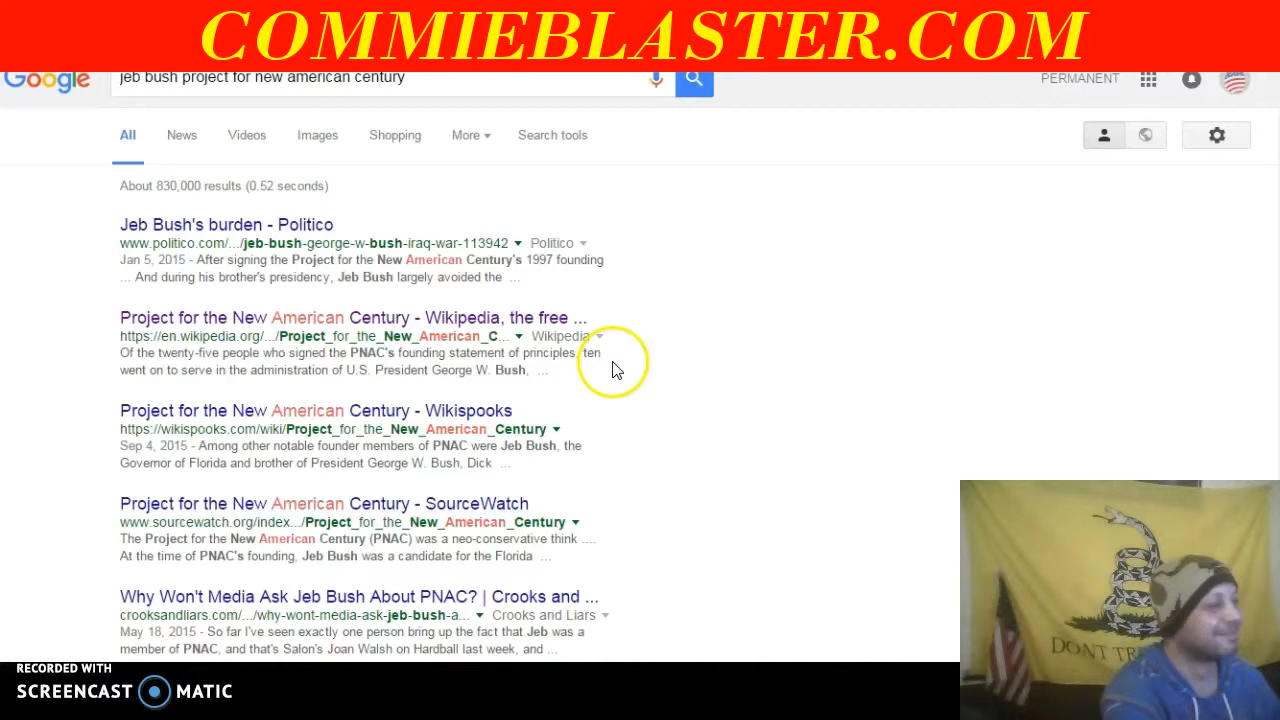 COMMIEBLASTER.COM
Google
jeb bush project for new american century
PERMANENT
All News Videos Images Shopping More Search tools
About 830,000 results (0.52 seconds)
Jeb Bush's burden - Politico
www.politico.com/.../jeb-bush-george-w-bush-iraq-war-113942 Politico
Jan 5, 2015 - After signing the Project for the New American Century's 1997 founding
... And during his brother's presidency, Jeb Bush largely avoided the ...
Project for the New American Century - Wikipedia, the free ...
https://en.wikipedia.org/.../Project_for_the_New_American_C... Wikipedia
Of the twenty-five people who signed the PNAC's founding statement of principles, ten
went on to serve in the administration of U.S. President George W. Bush, ...
Project for the New American Century - Wikispooks
https://wikispooks.com/wiki/Project_for_the_New_American_Century
Sep 4, 2015 - Among other notable founder members of PNAC were Jeb Bush, the
Governor of Florida and brother of President George W. Bush, Dick ...
Project for the New American Century - SourceWatch
www.sourcewatch.org/index.../Project_for_the_New_American_Century
The Project for the New American Century (PNAC) was a neo-conservative think ....
At the time of PNAC's founding, Jeb Bush was a candidate for the Florida ...
Why Won't Media Ask Jeb Bush About PNAC? | Crooks and ...
crooksandliars.com/.../why-wont-media-ask-jeb-bush-a... Crooks and Liars
May 18, 2015 - So far I've seen exactly one person bring up the fact that Jeb was a
member of PNAC, and that's Salon's Joan Walsh on Hardball last week, and ...
DON'T
RECORDED WITH
SCREENCAST MATIC